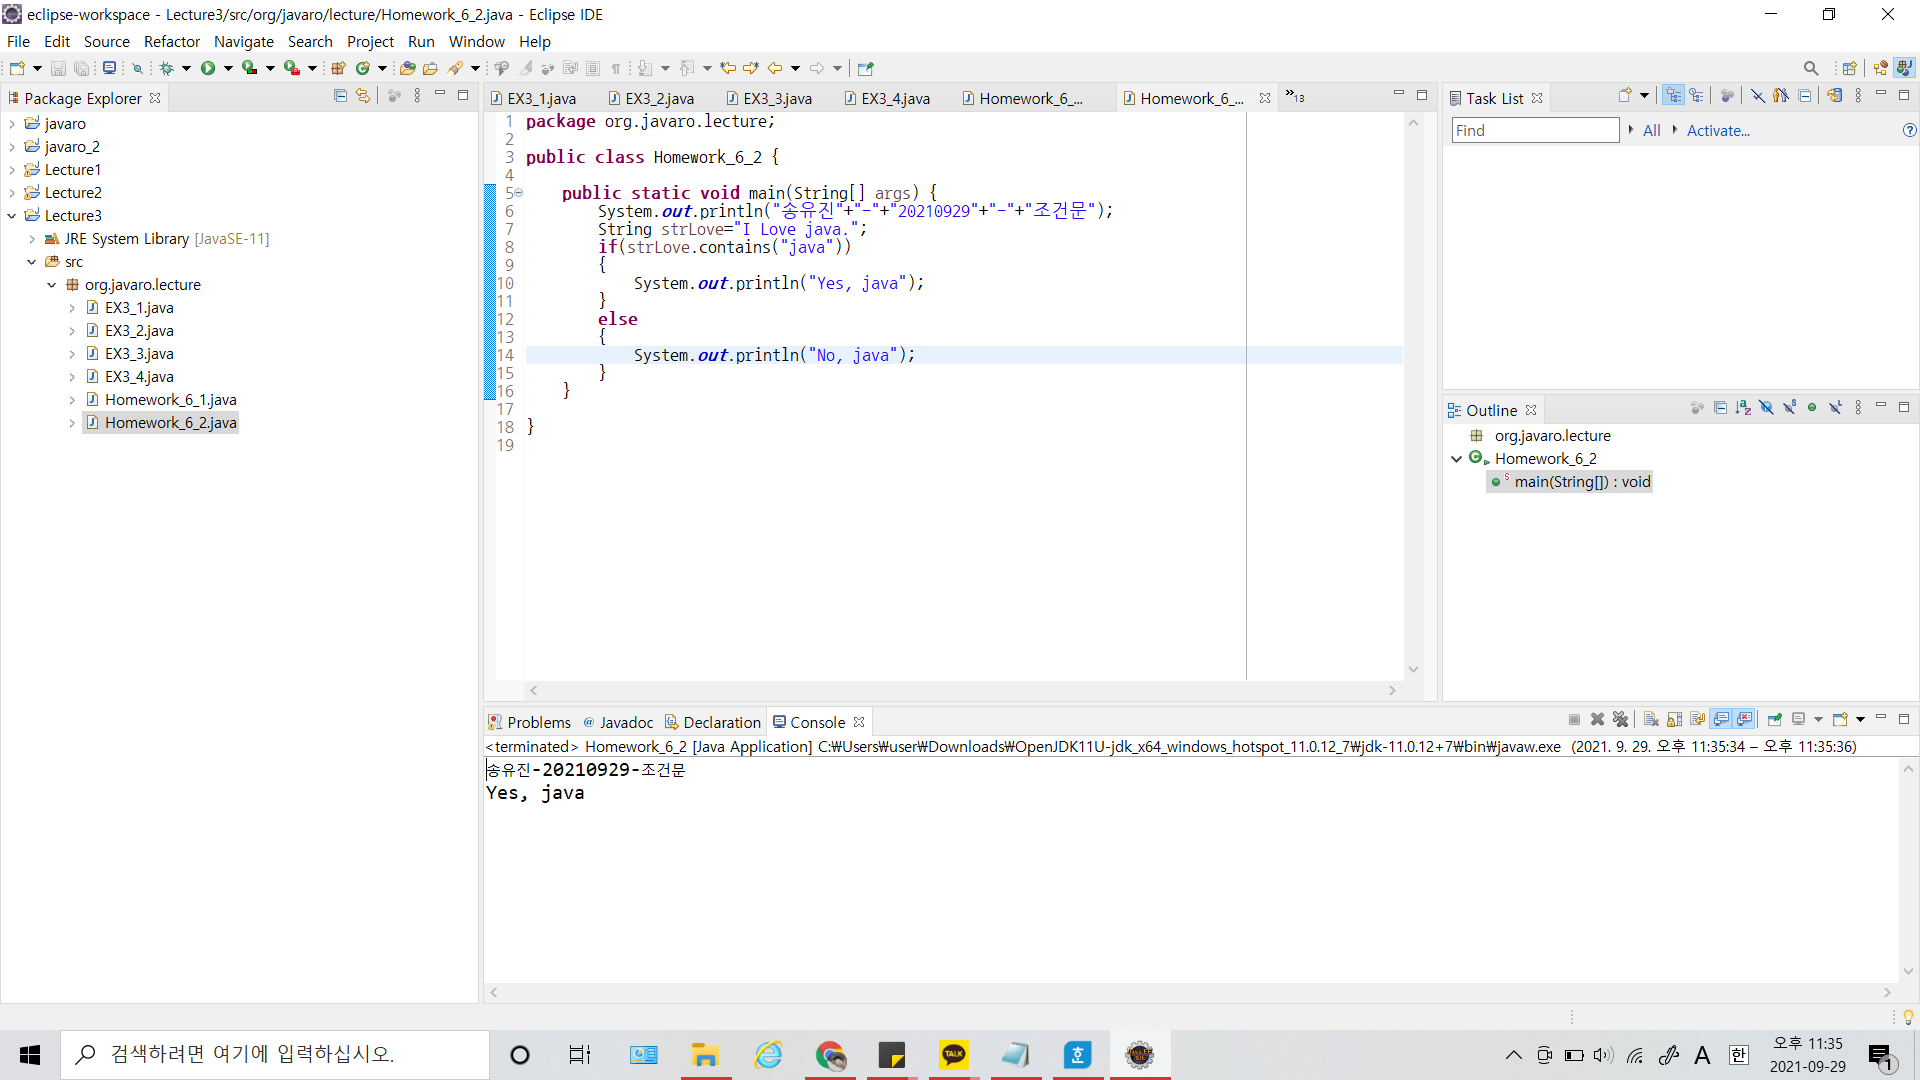 eclipse-workspace - Lecture3/src/org/javaro/lecture/Homework_6_2.java - Eclipse IDE
File Edit Source Refactor Navigate Search Project Run Window Help
Package Explorer
javaro
javaro_2
Lecture1
Lecture2
Lecture3
JRE System Library [JavaSE-11]
src
org.javaro.lecture
EX3_1.java
EX3_2.java
EX3_3.java
EX3_4.java
Homework_6_1.java
Homework_6_2.java
EX3_1.java EX3_2.java EX3_3.java EX3_4.java Homework_6_... Homework_6_... »13
1 package org.javaro.lecture;
2
3 public class Homework_6_2 {
4
5 public static void main(String[] args) {
6 System.out.println("송유진"+"-"+"20210929"+"-"+"조건문");
7 String strLove="I Love java.";
8 if(strLove.contains("java"))
9 {
10 System.out.println("Yes, java");
11 }
12 else
13 {
14 System.out.println("No, java");
15 }
16 }
17
18 }
19
Task List
Find All Activate...
Outline
org.javaro.lecture
Homework_6_2
main(String[]) : void
Problems @ Javadoc Declaration Console
<terminated> Homework_6_2 [Java Application] C:₩Users₩user₩Downloads₩OpenJDK11U-jdk_x64_windows_hotspot_11.0.12_7₩jdk-11.0.12+7₩bin₩javaw.exe (2021. 9. 29. 오후 11:35:34 – 오후 11:35:36)
송유진-20210929-조건문
Yes, java
검색하려면 여기에 입력하십시오.
TALK
ㅎ
A 한
오후 11:35
2021-09-29
1